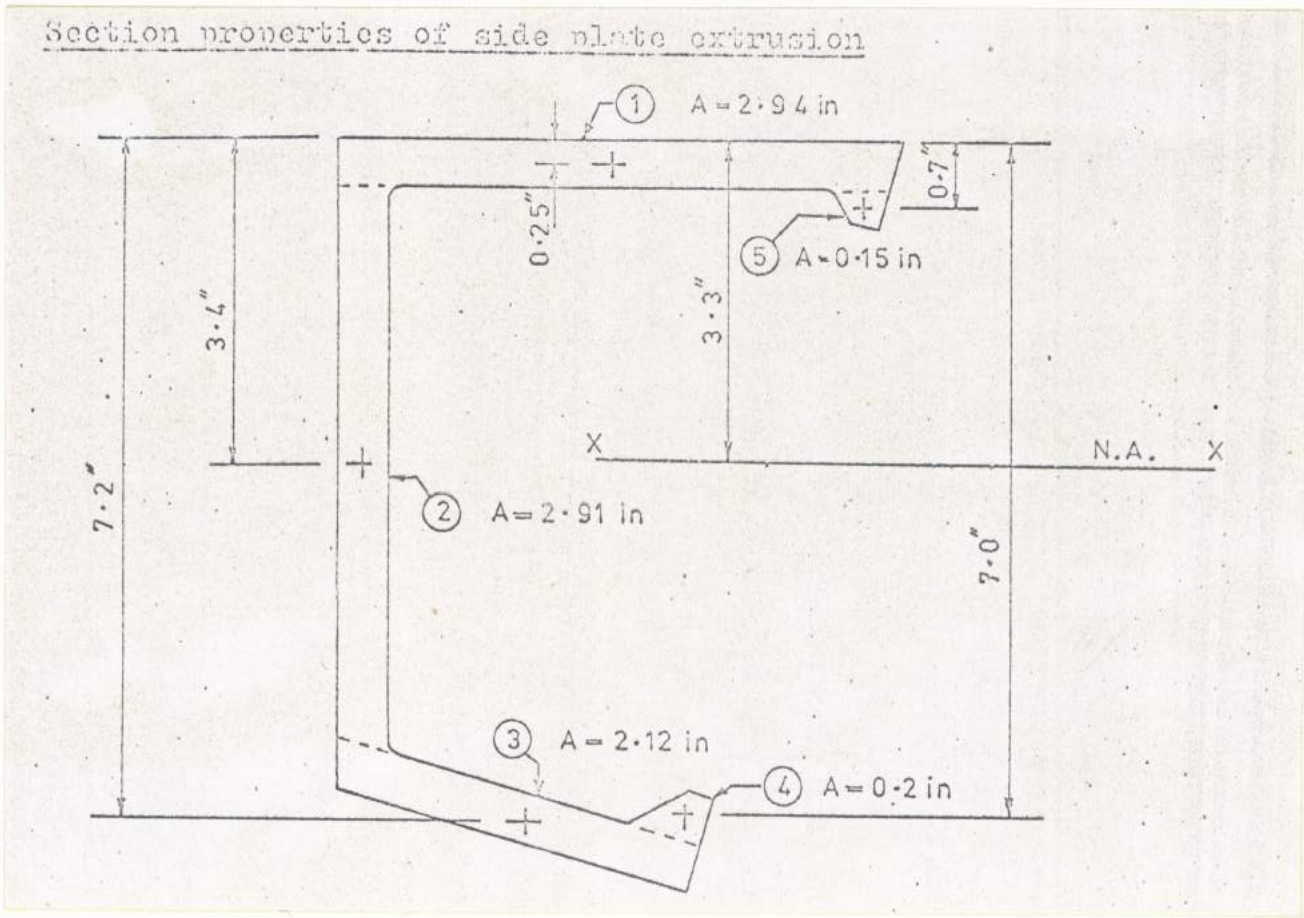 Section properties of side plate extrusion
1 A = 2·94 in
0·25"
0·7"
5 A = 0·15 in
3·4"
3·3"
7·2"
X N.A. X
2 A = 2·91 in
7·0"
3 A = 2·12 in
4 A = 0·2 in